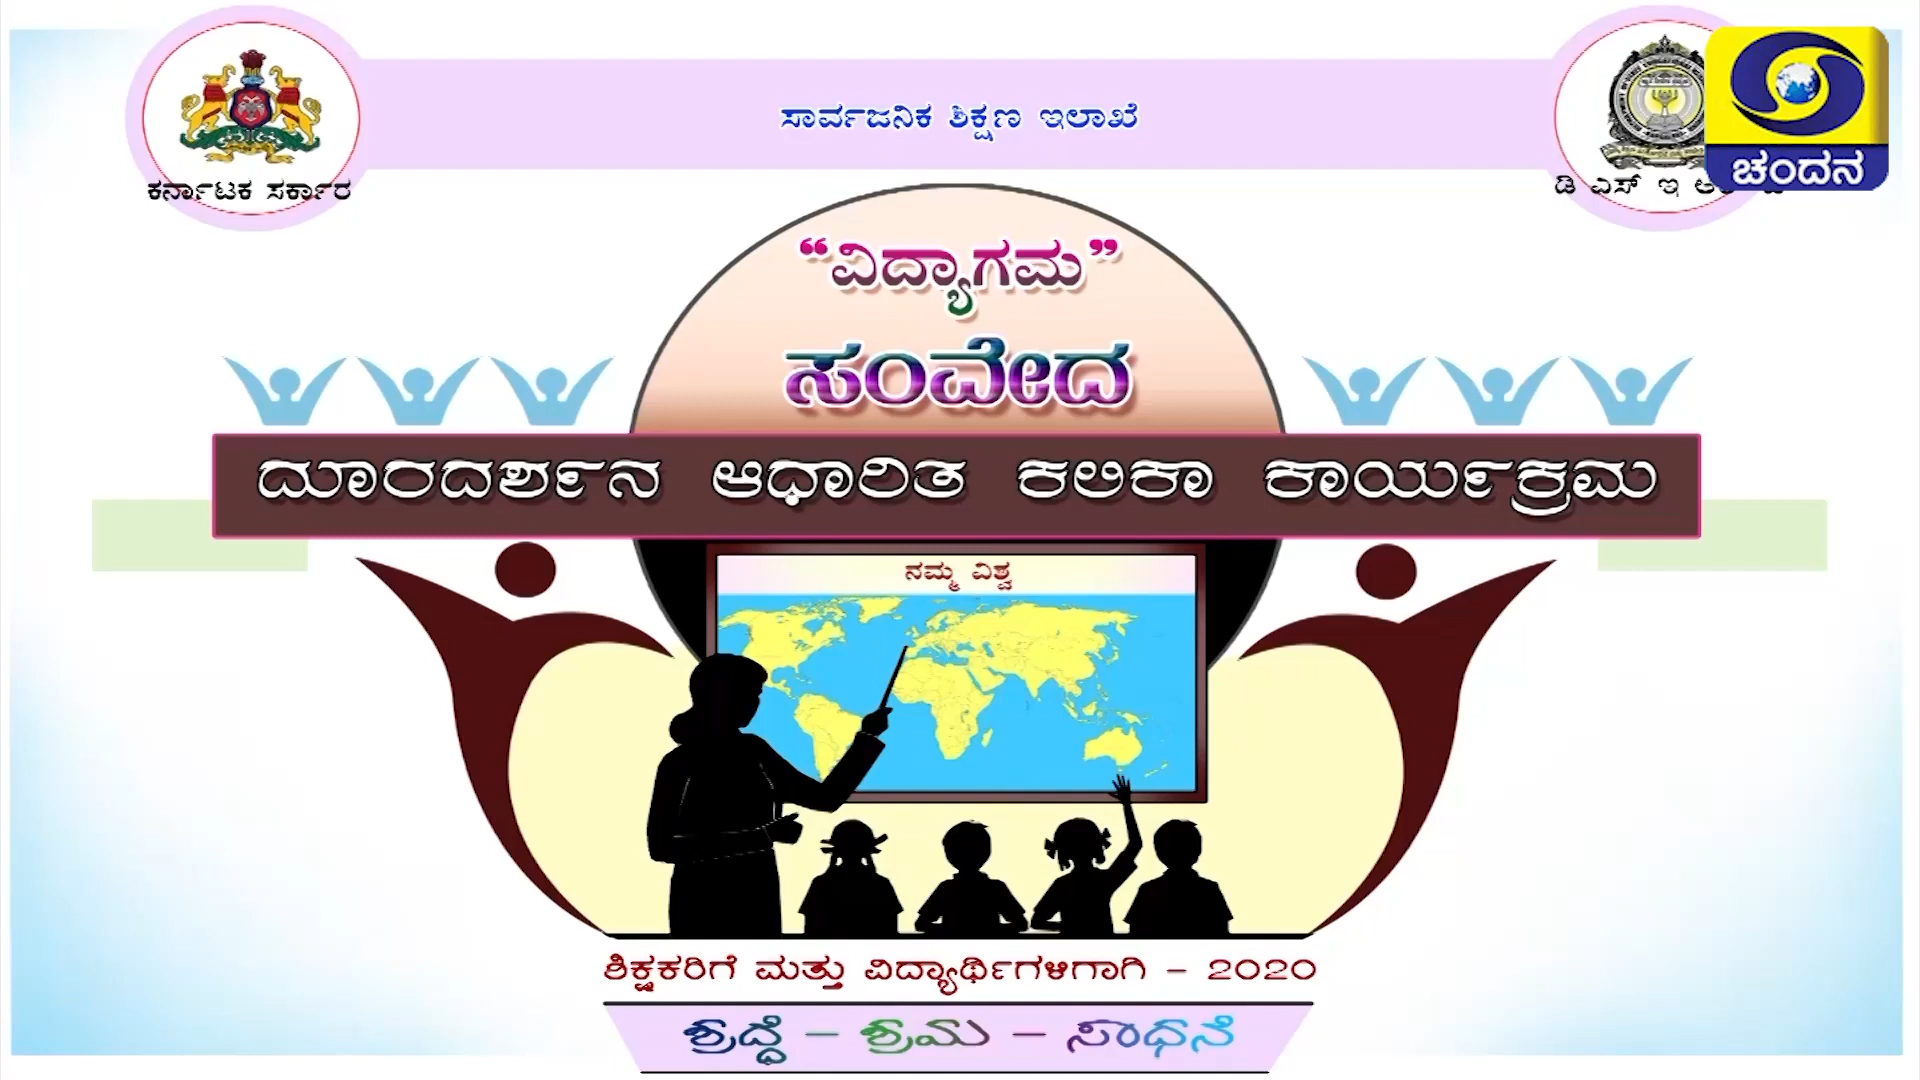 ಸಾರ್ವಜನಿಕ ಶಿಕ್ಷಣ ಇಲಾಖೆ
ಕರ್ನಾಟಕ ಸರ್ಕಾರ
ಡಿ ಎಸ್ ಇ
ಚಂದನ
“ವಿದ್ಯಾಗಮ”
ಸಂವೇದ
ದೂರದರ್ಶನ ಆಧಾರಿತ ಕಲಿಕಾ ಕಾರ್ಯಕ್ರಮ
ನಮ್ಮ ವಿಶ್ವ
ಶಿಕ್ಷಕರಿಗೆ ಮತ್ತು ವಿದ್ಯಾರ್ಥಿಗಳಿಗಾಗಿ - 2020
ಶ್ರದ್ಧೆ - ಶ್ರಮ - ಸಾಧನೆ